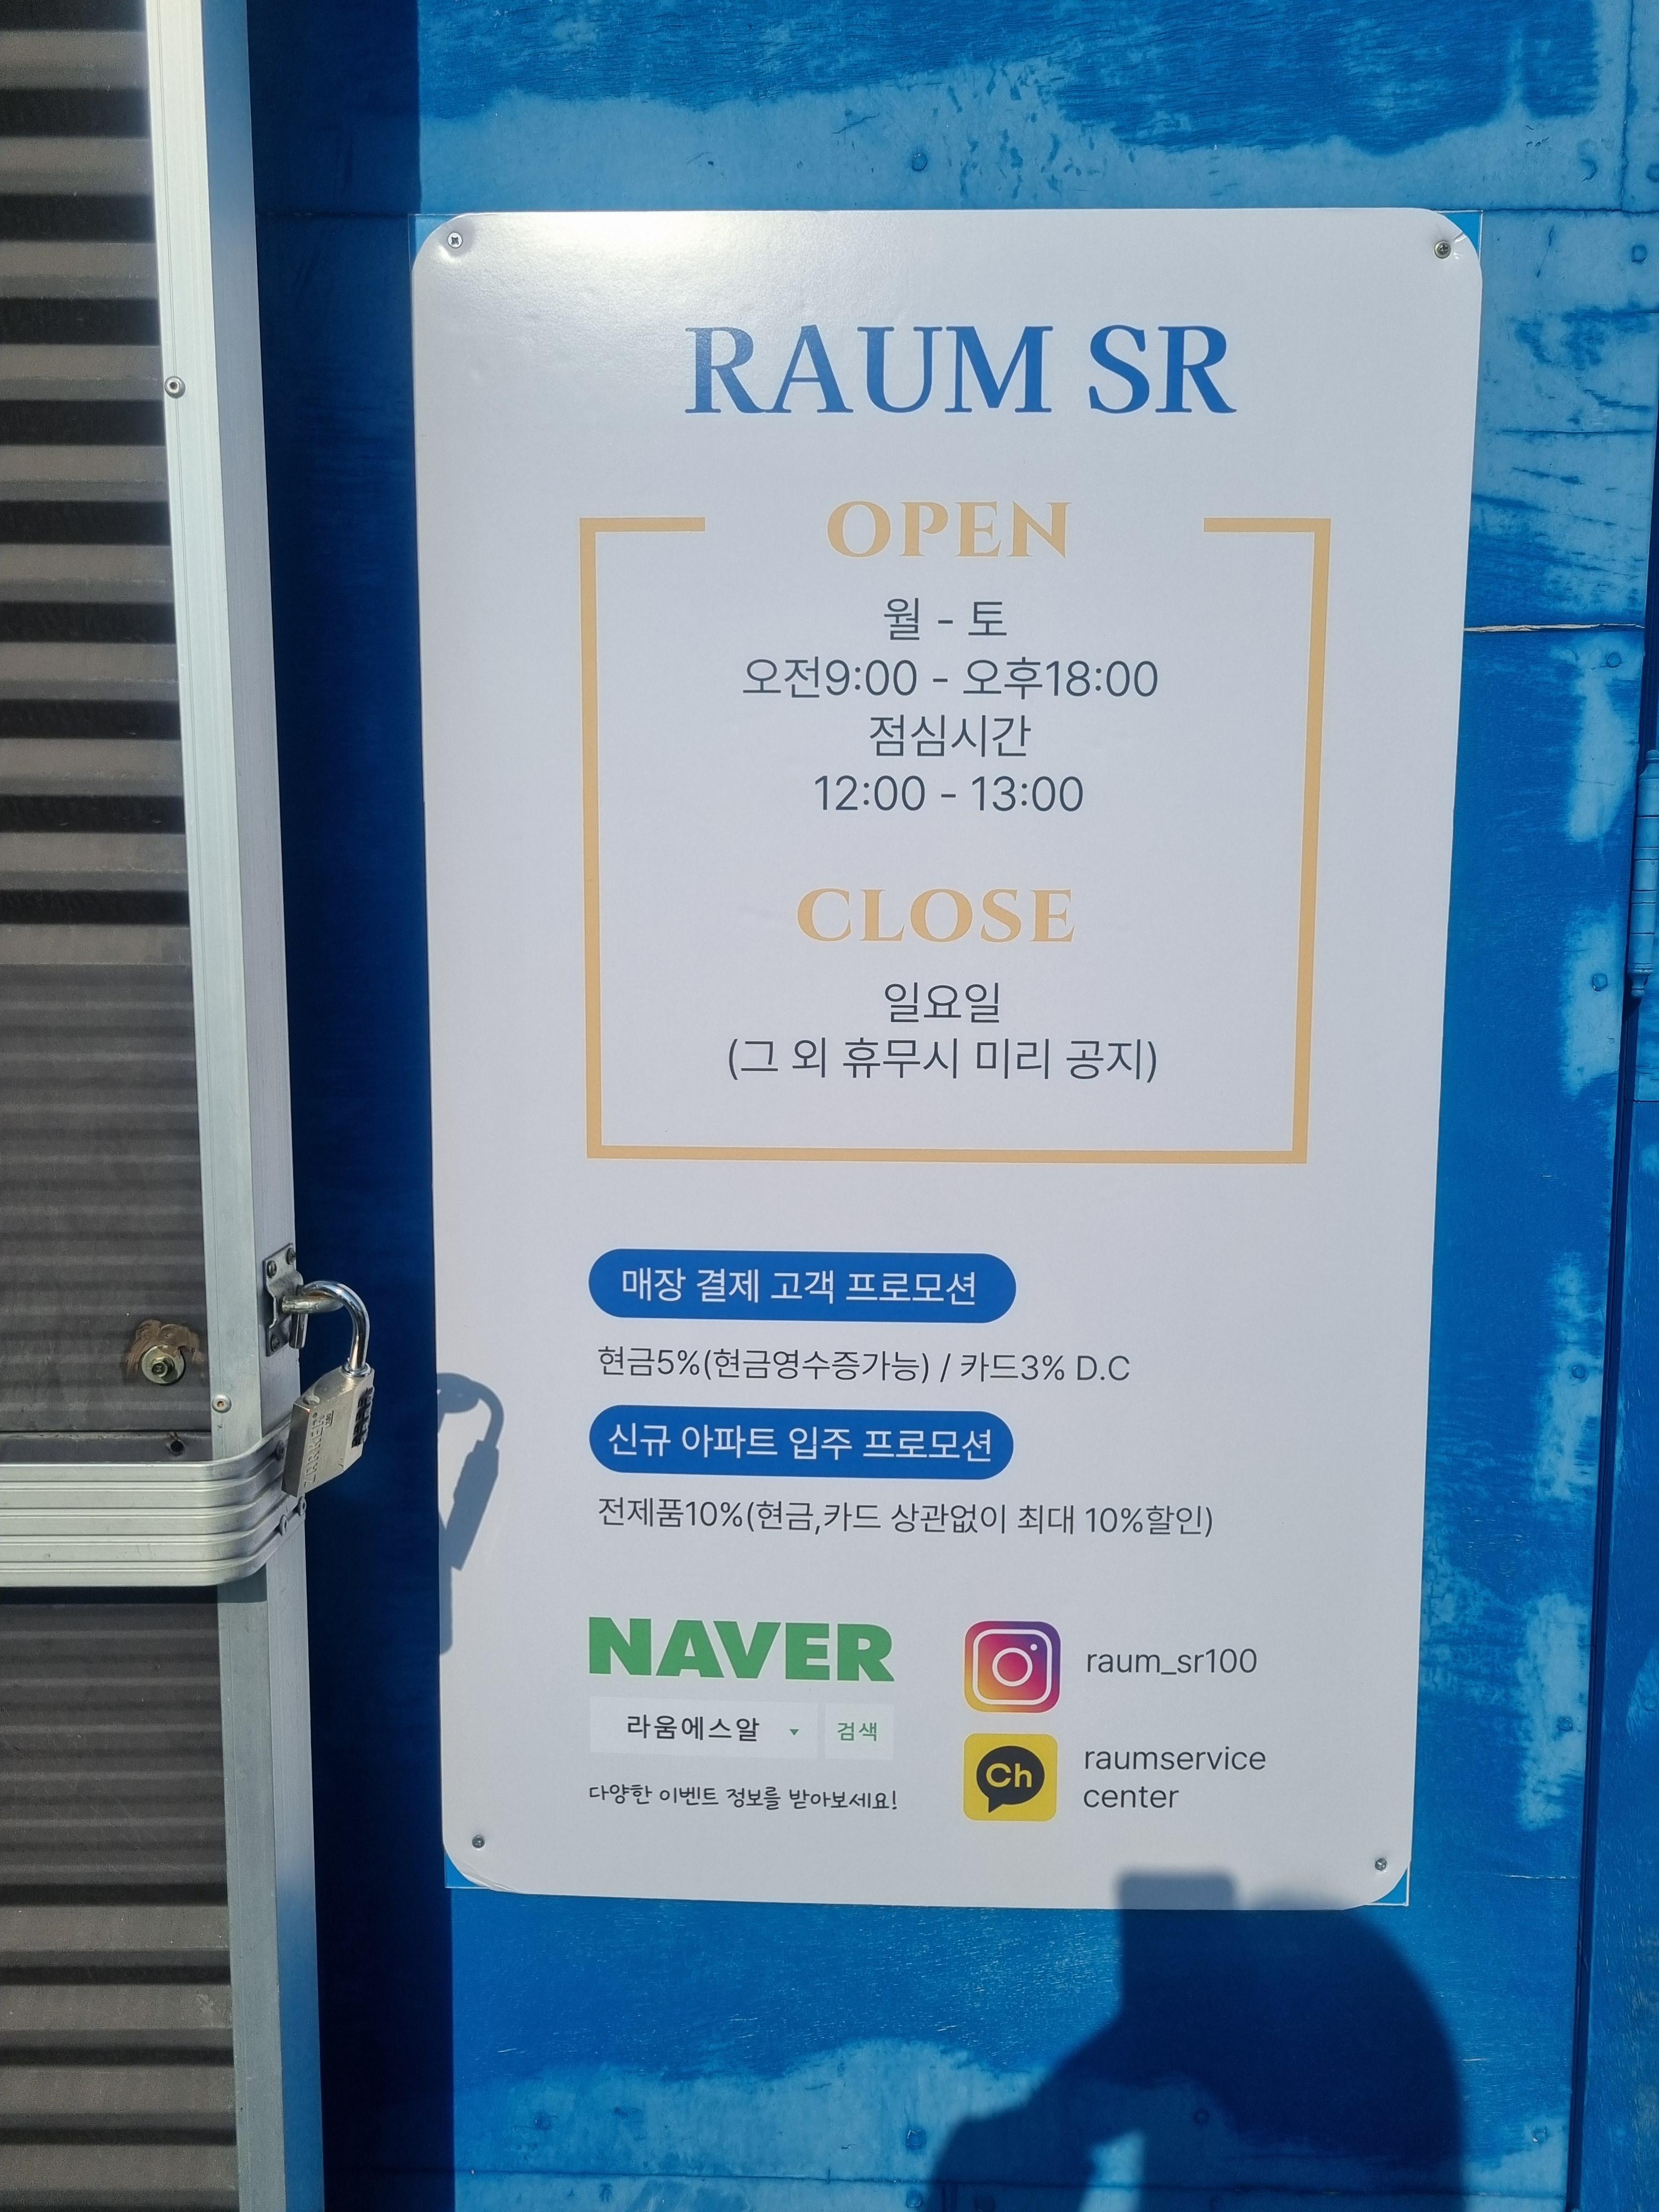 RAUM SR
OPEN
월 - 토
오전9:00 - 오후18:00
점심시간
12:00 - 13:00
CLOSE
일요일
(그 외 휴무시 미리 공지)
매장 결제 고객 프로모션
현금5%(현금영수증가능) / 카드3% D.C
신규 아파트 입주 프로모션
전제품10%(현금,카드 상관없이 최대 10%할인)
NAVER
라움에스알 검색
다양한 이벤트 정보를 받아보세요!
raum_sr100
Ch
raumservice
center